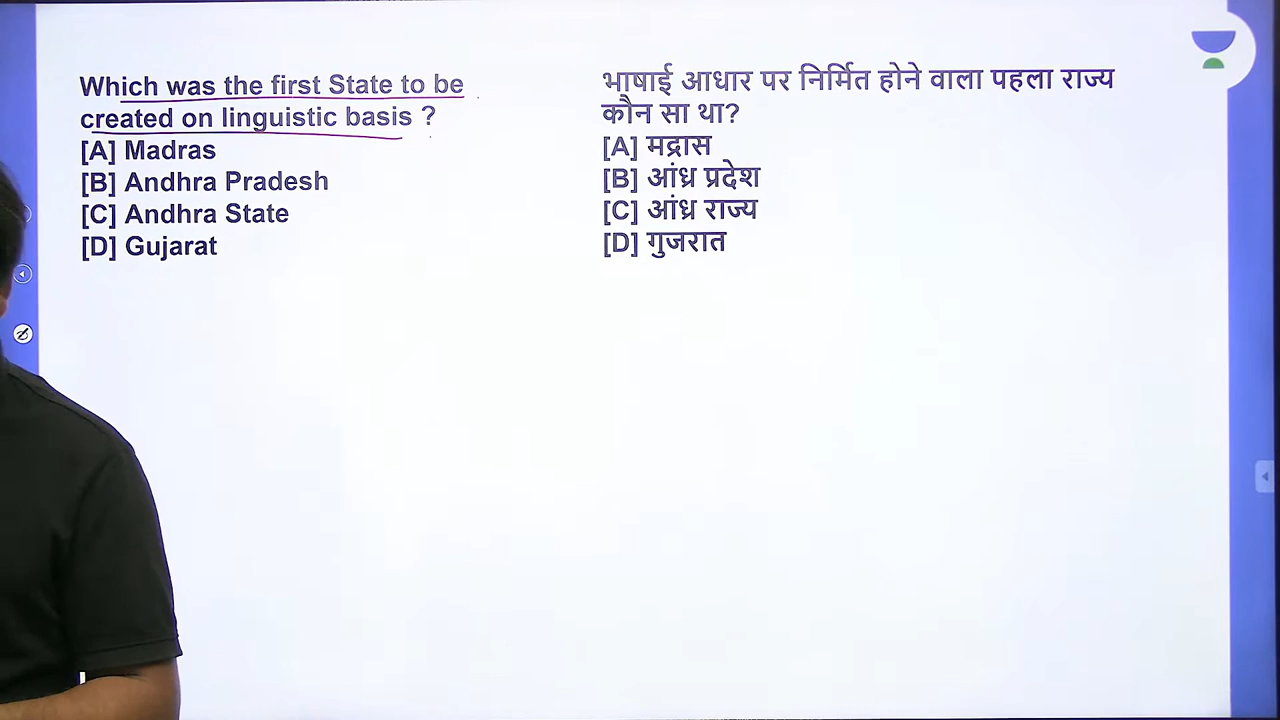 Which was the first State to be
created on linguistic basis ?
[A] Madras
[B] Andhra Pradesh
[C] Andhra State
[D] Gujarat
भाषाई आधार पर निर्मित होने वाला पहला राज्य
कौन सा था?
[A] मद्रास
[B] आंध्र प्रदेश
[C] आंध्र राज्य
[D] गुजरात